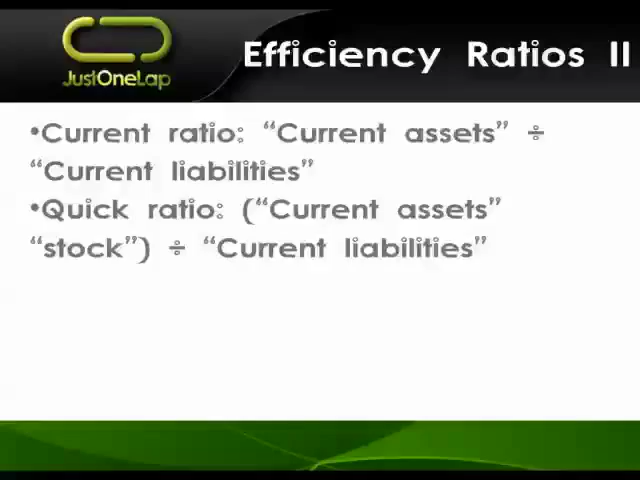 JustOneLap
Efficiency Ratios II
•Current ratio: “Current assets” ÷
“Current liabilities”
•Quick ratio: (“Current assets”
“stock”) ÷ “Current liabilities”